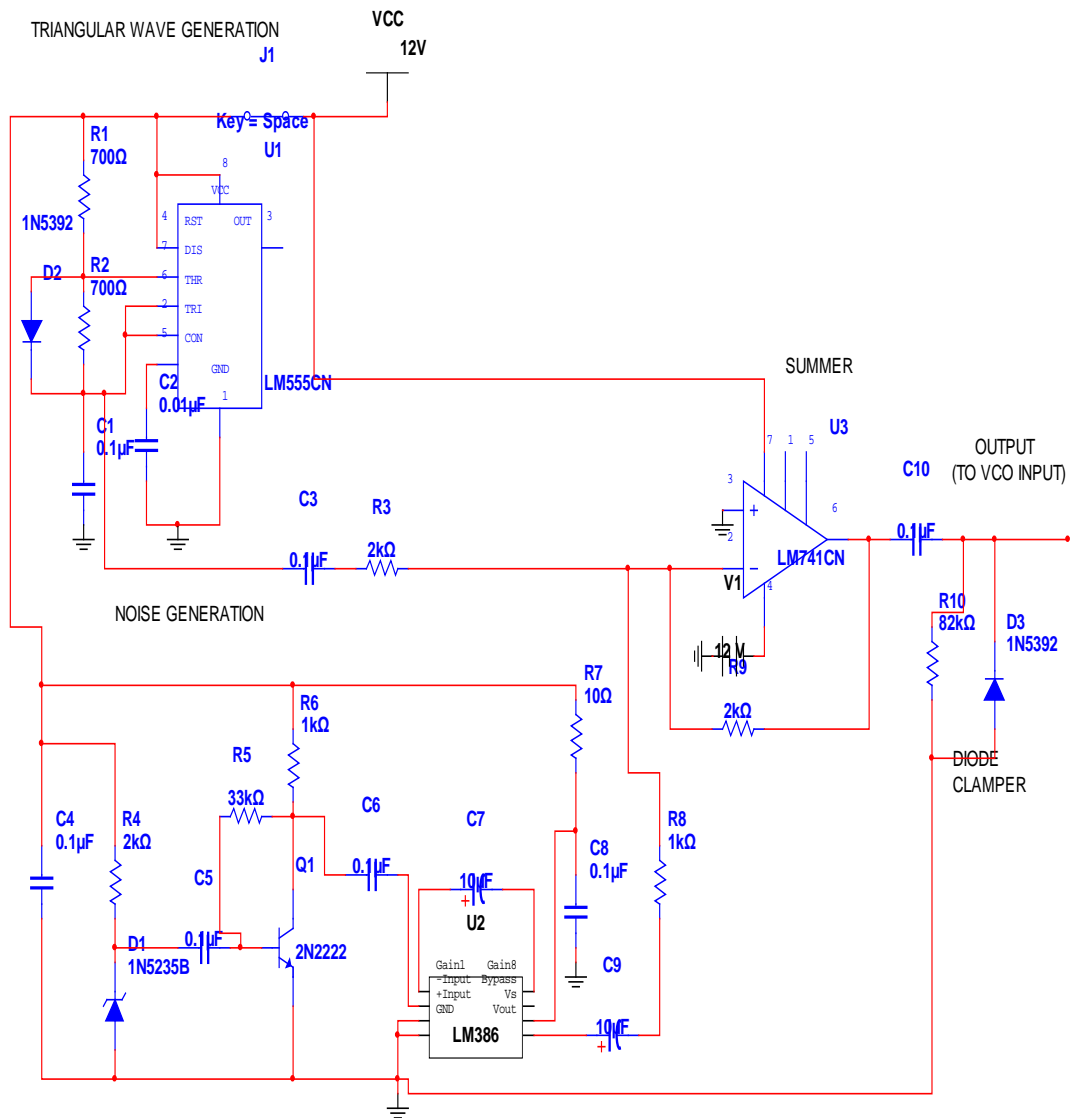 VCC
TRIANGULAR WAVE GENERATION
12V
J1
Key = Space
R1
700Ω
U1
8
VCC
1N5392
4
RST
OUT
3
7
DIS
D2
R2
700Ω
6
THR
2
TRI
5
CON
GND
C2
0.01µF
LM555CN
1
C1
0.1µF
SUMMER
U3
7
1
5
C10
OUTPUT
(TO VCO INPUT)
3
+
6
C3
R3
0.1µF
2kΩ
2
−
LM741CN
0.1µF
V1
4
R10
82kΩ
D3
1N5392
NOISE GENERATION
12 V
R9
2kΩ
R7
10Ω
R6
1kΩ
R5
33kΩ
DIODE
CLAMPER
C4
0.1µF
R4
2kΩ
C6
0.1µF
C7
10µF
+
R8
1kΩ
C8
0.1µF
C5
0.1µF
Q1
2N2222
D1
1N5235B
U2
Gain1
Gain8
-Input
Bypass
+Input
Vs
GND
Vout
LM386
C9
10µF
+